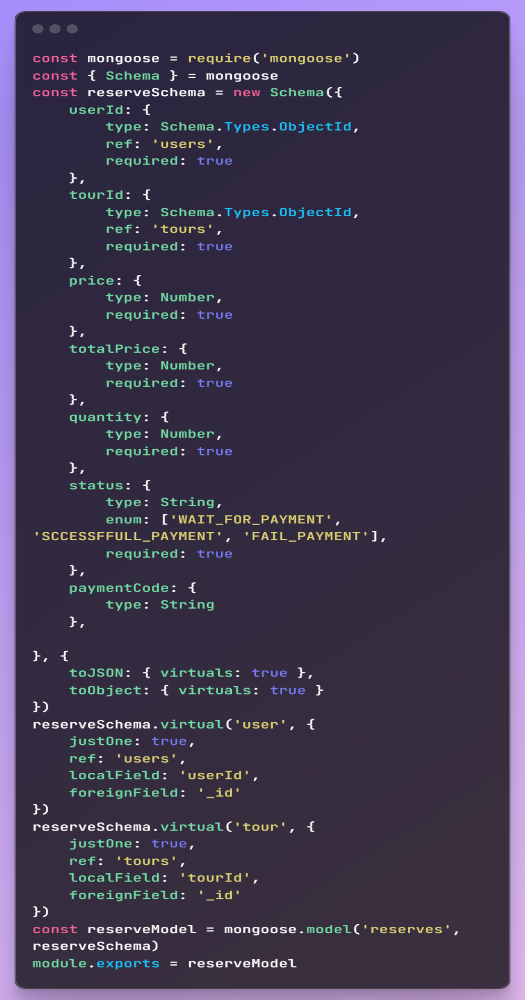 const mongoose = require('mongoose')
const { Schema } = mongoose
const reserveSchema = new Schema({
    userId: {
        type: Schema.Types.ObjectId,
        ref: 'users',
        required: true
    },
    tourId: {
        type: Schema.Types.ObjectId,
        ref: 'tours',
        required: true
    },
    price: {
        type: Number,
        required: true
    },
    totalPrice: {
        type: Number,
        required: true
    },
    quantity: {
        type: Number,
        required: true
    },
    status: {
        type: String,
        enum: ['WAIT_FOR_PAYMENT',
'SCCESSFFULL_PAYMENT', 'FAIL_PAYMENT'],
        required: true
    },
    paymentCode: {
        type: String
    },

}, {
    toJSON: { virtuals: true },
    toObject: { virtuals: true }
})
reserveSchema.virtual('user', {
    justOne: true,
    ref: 'users',
    localField: 'userId',
    foreignField: '_id'
})
reserveSchema.virtual('tour', {
    justOne: true,
    ref: 'tours',
    localField: 'tourId',
    foreignField: '_id'
})
const reserveModel = mongoose.model('reserves',
reserveSchema)
module.exports = reserveModel